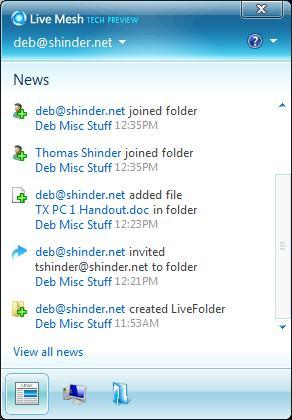 Live Mesh TECH PREVIEW
deb@shinder.net
?
News
deb@shinder.net joined folder
Deb Misc Stuff 12:35PM
Thomas Shinder joined folder
Deb Misc Stuff 12:35PM
deb@shinder.net added file
TX PC 1 Handout.doc in folder
Deb Misc Stuff 12:23PM
deb@shinder.net invited
tshinder@shinder.net to folder
Deb Misc Stuff 12:21PM
deb@shinder.net created LiveFolder
Deb Misc Stuff 11:53AM
View all news
NEWS